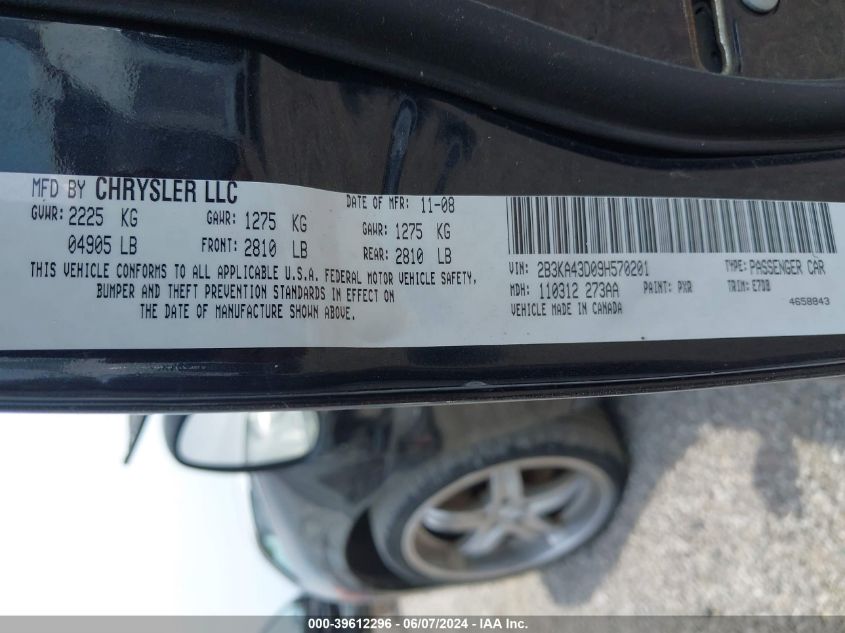 MFD BY CHRYSLER LLC
DATE OF MFR: 11-08
GVWR: 2225 KG
GAWR: 1275 KG
GAWR: 1275 KG
04905 LB
FRONT: 2810 LB
REAR: 2810 LB
THIS VEHICLE CONFORMS TO ALL APPLICABLE U.S.A. FEDERAL MOTOR VEHICLE SAFETY,
BUMPER AND THEFT PREVENTION STANDARDS IN EFFECT ON
THE DATE OF MANUFACTURE SHOWN ABOVE.
VIN: 2B3KA43D09H570201
TYPE: PASSENGER CAR
MDH: 110312 273AA
PAINT: PXR
TRIM: E7DB
VEHICLE MADE IN CANADA
4658843
000-39612296 - 06/07/2024 - IAA Inc.